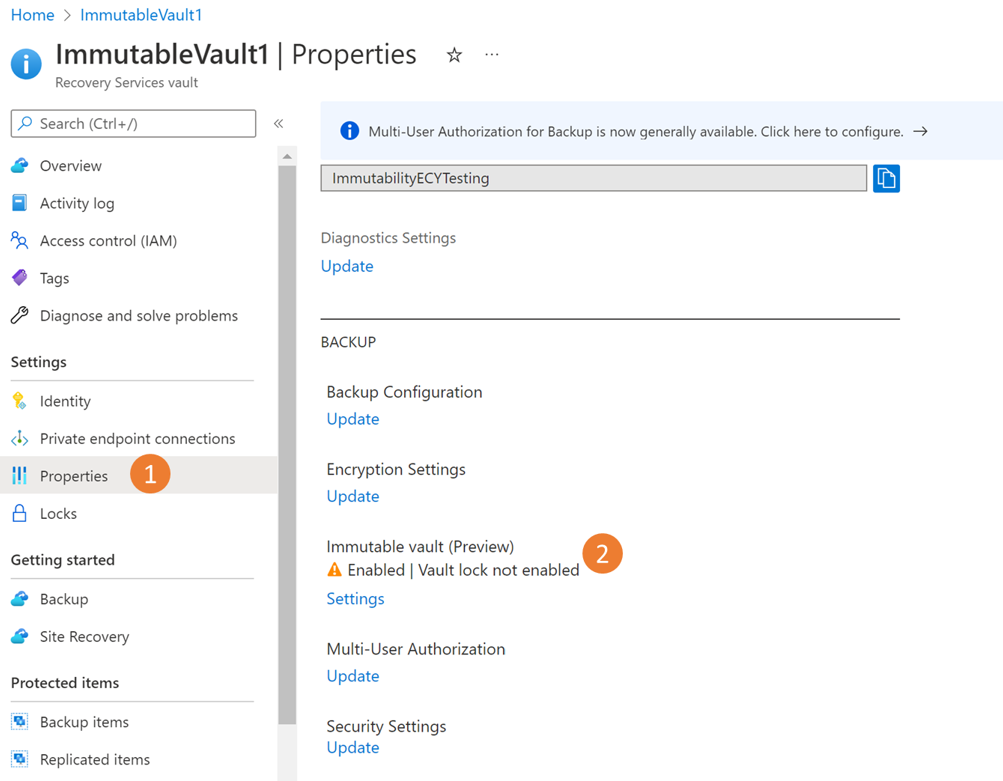 Home > ImmutableVault1
ImmutableVault1 | Properties ☆ ...
Recovery Services vault
Search (Ctrl+/) «
Overview
Activity log
Access control (IAM)
Tags
Diagnose and solve problems
Settings
Identity
Private endpoint connections
Properties 1
Locks
Getting started
Backup
Site Recovery
Protected items
Backup items
Replicated items
Multi-User Authorization for Backup is now generally available. Click here to configure. →
ImmutabilityECYTesting
Diagnostics Settings
Update
BACKUP
Backup Configuration
Update
Encryption Settings
Update
Immutable vault (Preview)
2
Enabled | Vault lock not enabled
Settings
Multi-User Authorization
Update
Security Settings
Update